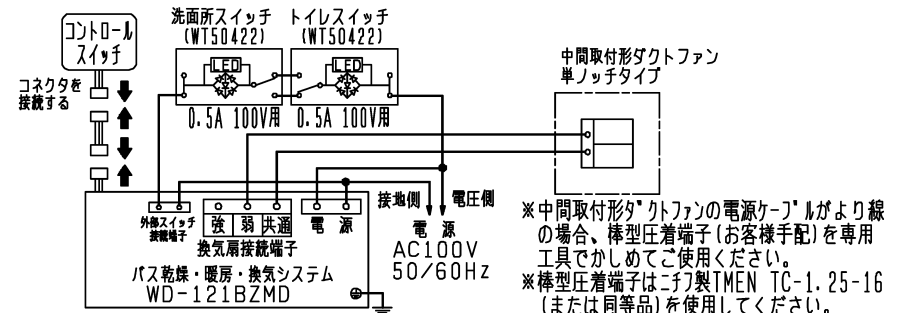 コントロール
スイッチ
コネクタを
接続する
洗面所スイッチ
(WT50422)
トイレスイッチ
(WT50422)
LED
LED
0.5A 100V用
0.5A 100V用
中間取付形ダクトファン
単ノッチタイプ
外部スイッチ
接続端子
強 弱 共通
換気扇接続端子
電 源
接地側
電圧側
電 源
AC100V
50/60Hz
バス乾燥・暖房・換気システム
WD-121BZMD
※中間取付形ダクトファンの電源ケーブルがより線
の場合、棒型圧着端子(お客様手配)を専用
工具でかしめてご使用ください。
※棒型圧着端子はニチフ製TMEN TC-1.25-16
(または同等品)を使用してください。